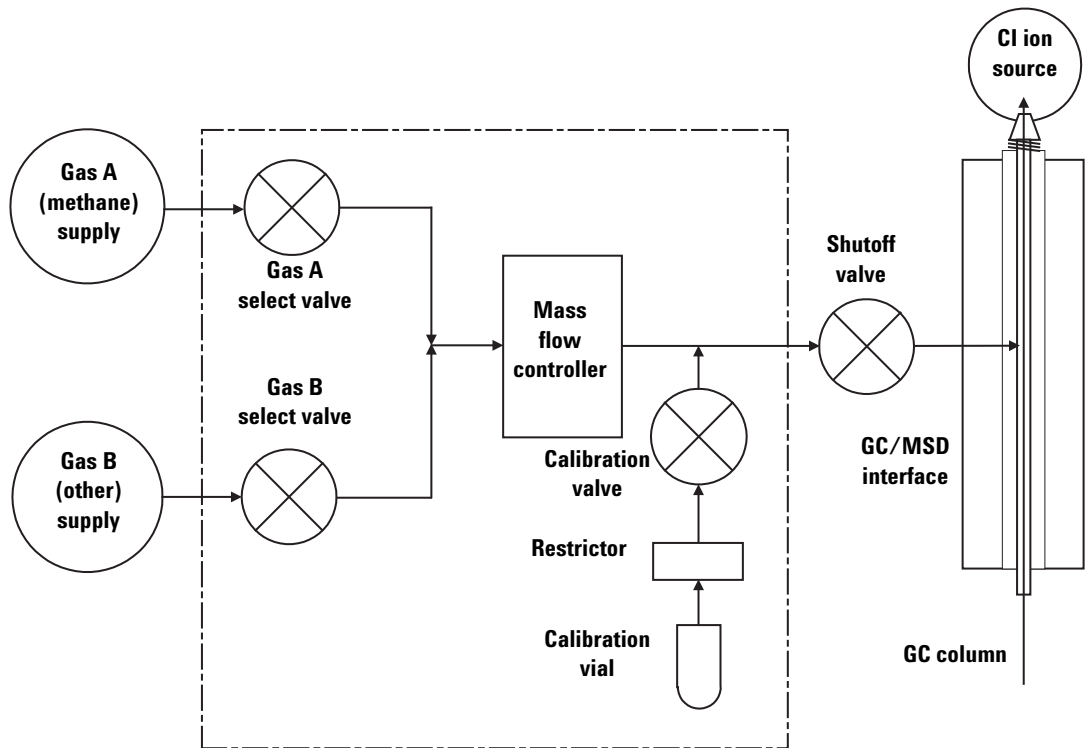 CI ion
source
Gas A
(methane)
supply
Gas A
select valve
Shutoff
valve
Mass
flow
controller
Gas B
select valve
Gas B
(other)
supply
Calibration
valve
GC/MSD
interface
Restrictor
Calibration
vial
GC column